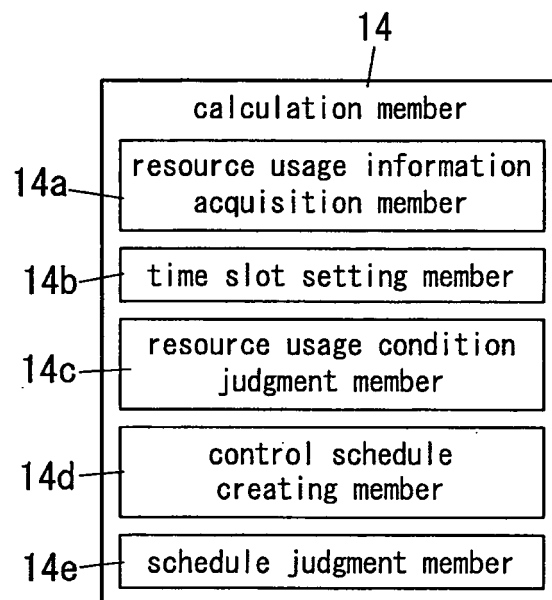 14
calculation member
14a
resource usage information
acquisition member
14b
time slot setting member
14c
resource usage condition
judgment member
14d
control schedule
creating member
14e
schedule judgment member